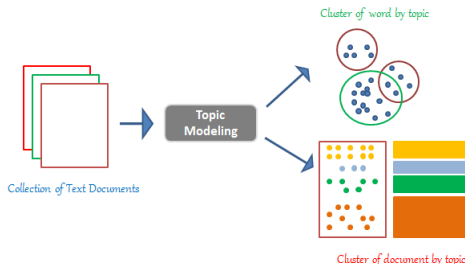 Cluster of word by topic
Topic
Modeling
Collection of Text Documents
Cluster of document by topic